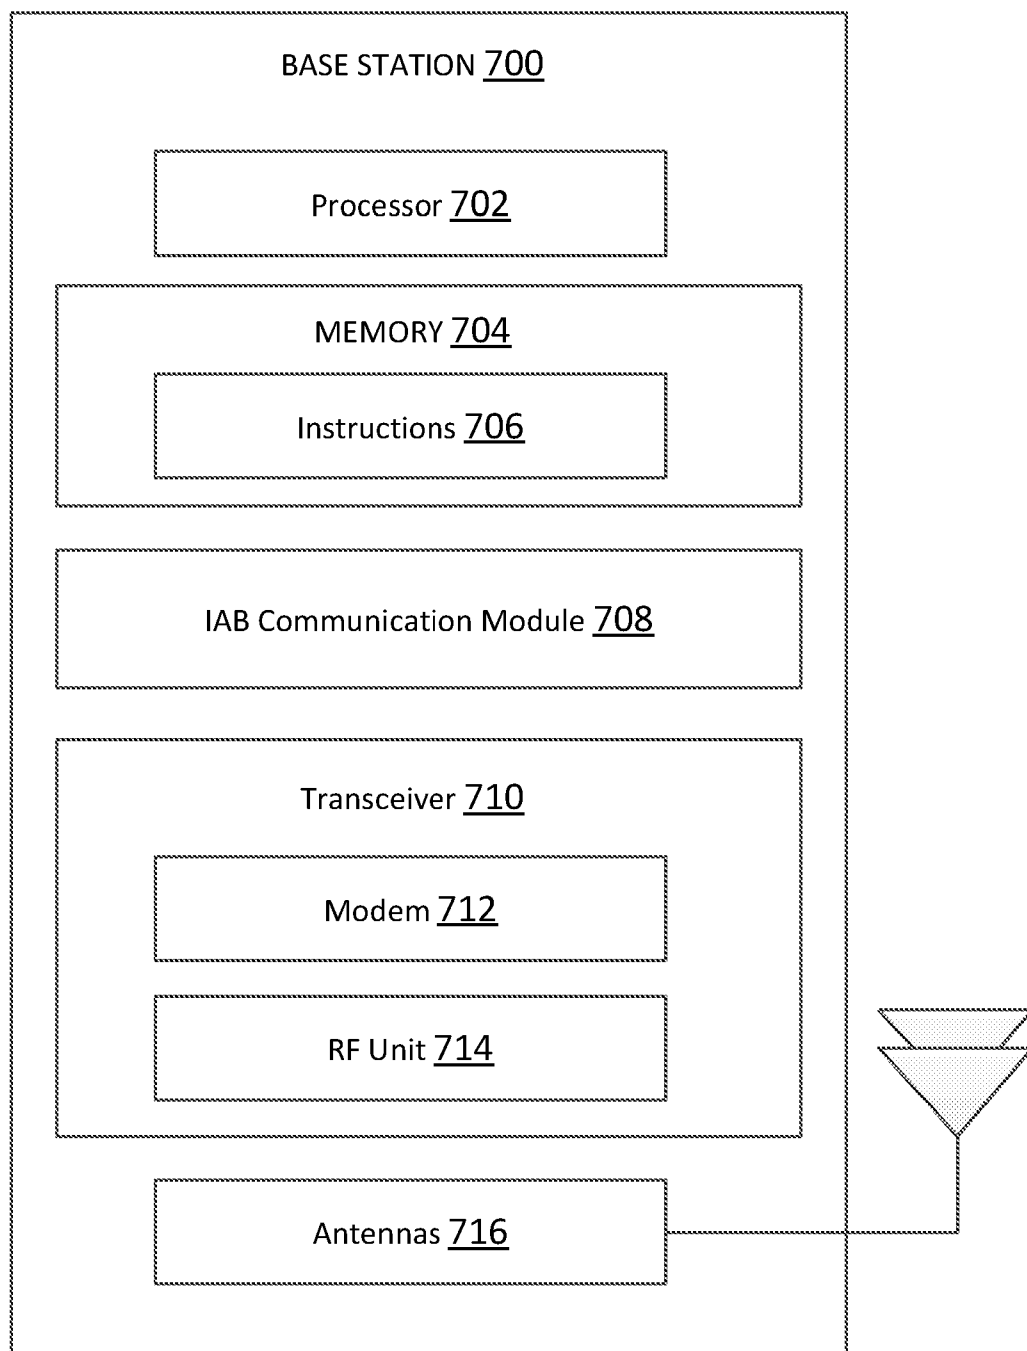 BASE STATION 700
Processor 702
MEMORY 704
Instructions 706
IAB Communication Module 708
Transceiver 710
Modem 712
RF Unit 714
Antennas 716